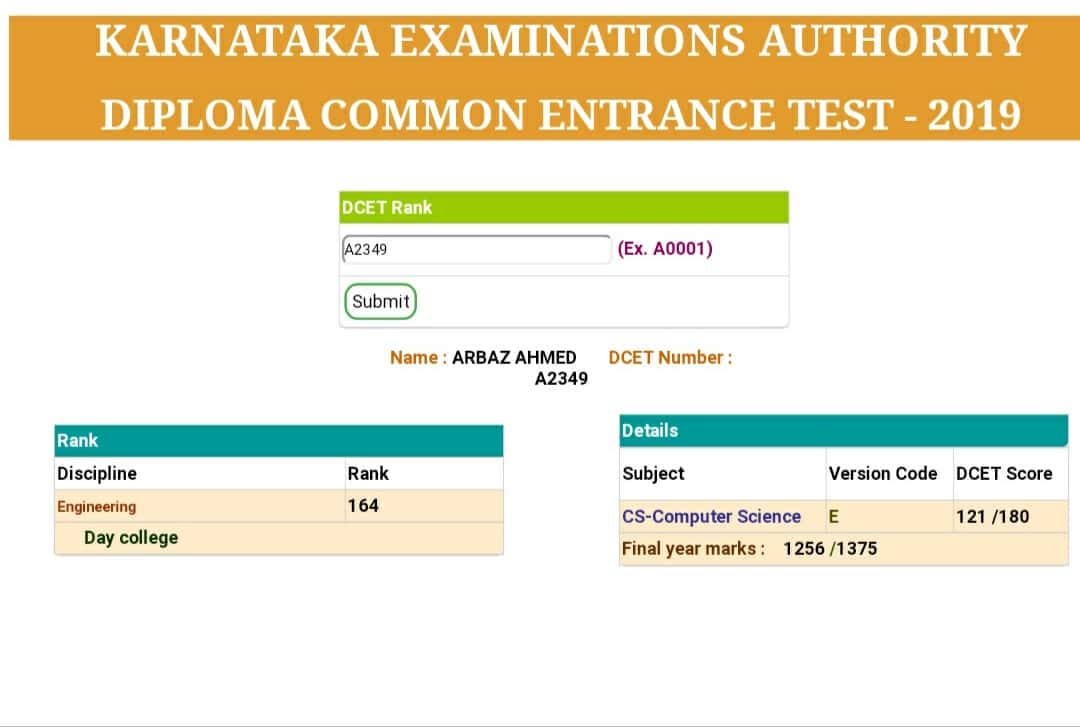 KARNATAKA EXAMINATIONS AUTHORITY
DIPLOMA COMMON ENTRANCE TEST - 2019
DCET Rank
A2349 (Ex. A0001)
Submit
Name : ARBAZ AHMED DCET Number :
A2349
Rank
Discipline Rank
Engineering 164
Day college
Details
Subject Version Code DCET Score
CS-Computer Science E 121 /180
Final year marks : 1256 /1375